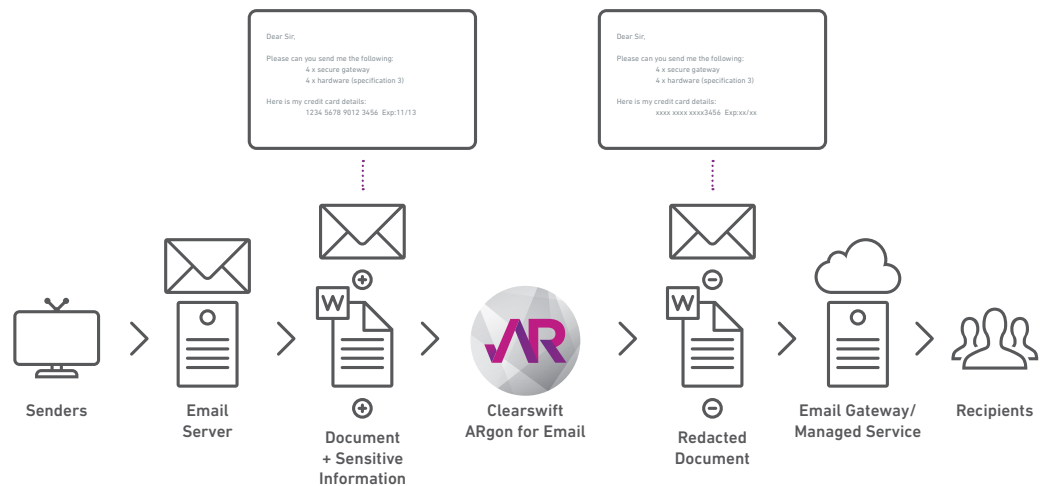 Dear Sir,
Please can you send me the following:
4 x secure gateway
4 x hardware (specification 3)
Here is my credit card details:
1234 5678 9012 3456 Exp:11/13
Dear Sir,
Please can you send me the following:
4 x secure gateway
4 x hardware (specification 3)
Here is my credit card details:
xxxx xxxx xxxx3456 Exp:xx/xx
W
AR
W
Senders
Email
Server
Document
+ Sensitive
Information
Clearswift
ARgon for Email
Redacted
Document
Email Gateway/
Managed Service
Recipients